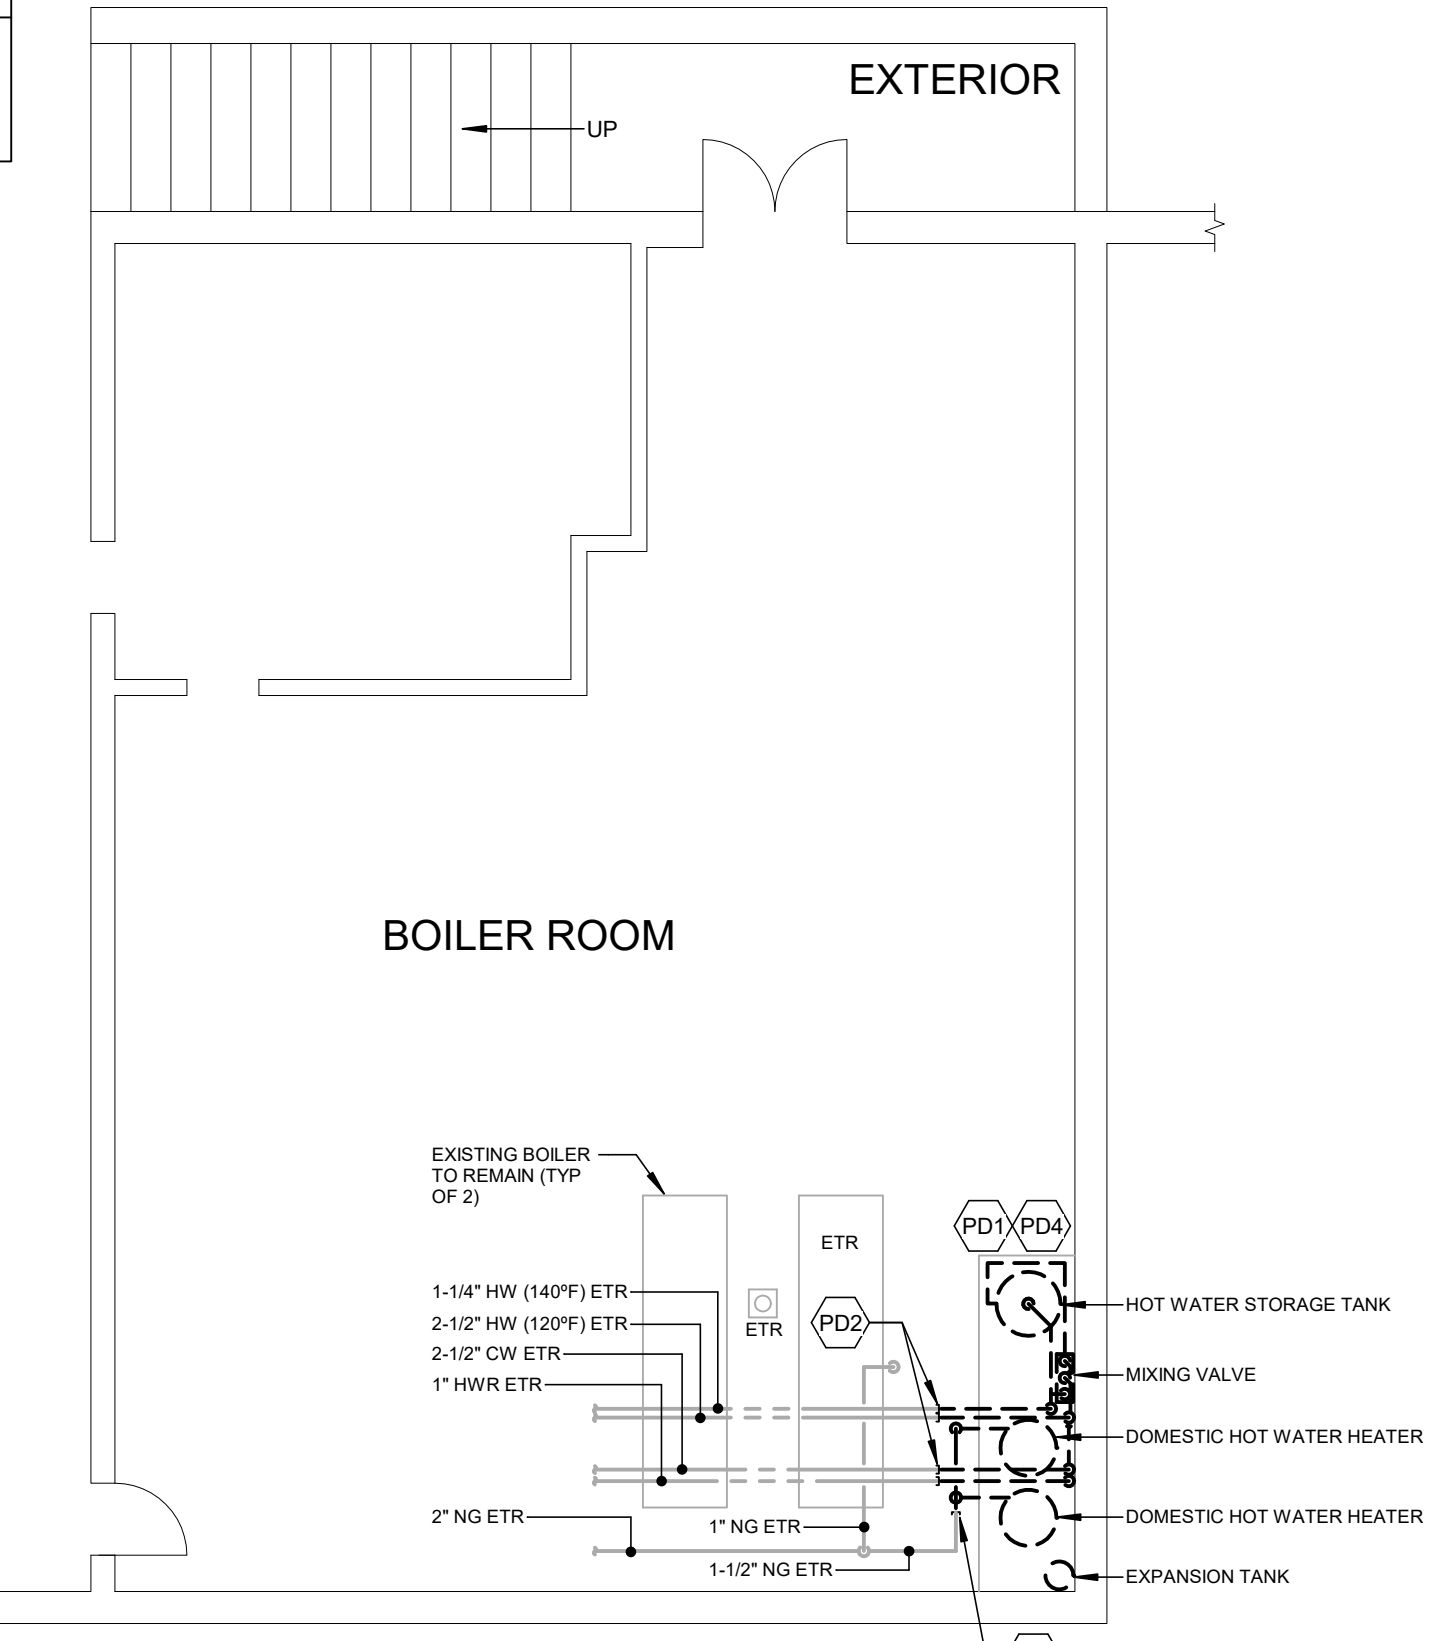 EXTERIOR
UP
BOILER ROOM
EXISTING BOILER
TO REMAIN (TYP
OF 2)
PD1
PD4
ETR
1-1/4" HW (140ºF) ETR
HOT WATER STORAGE TANK
2-1/2" HW (120ºF) ETR
ETR
PD2
2-1/2" CW ETR
MIXING VALVE
1" HWR ETR
DOMESTIC HOT WATER HEATER
2" NG ETR
1" NG ETR
DOMESTIC HOT WATER HEATER
1-1/2" NG ETR
EXPANSION TANK